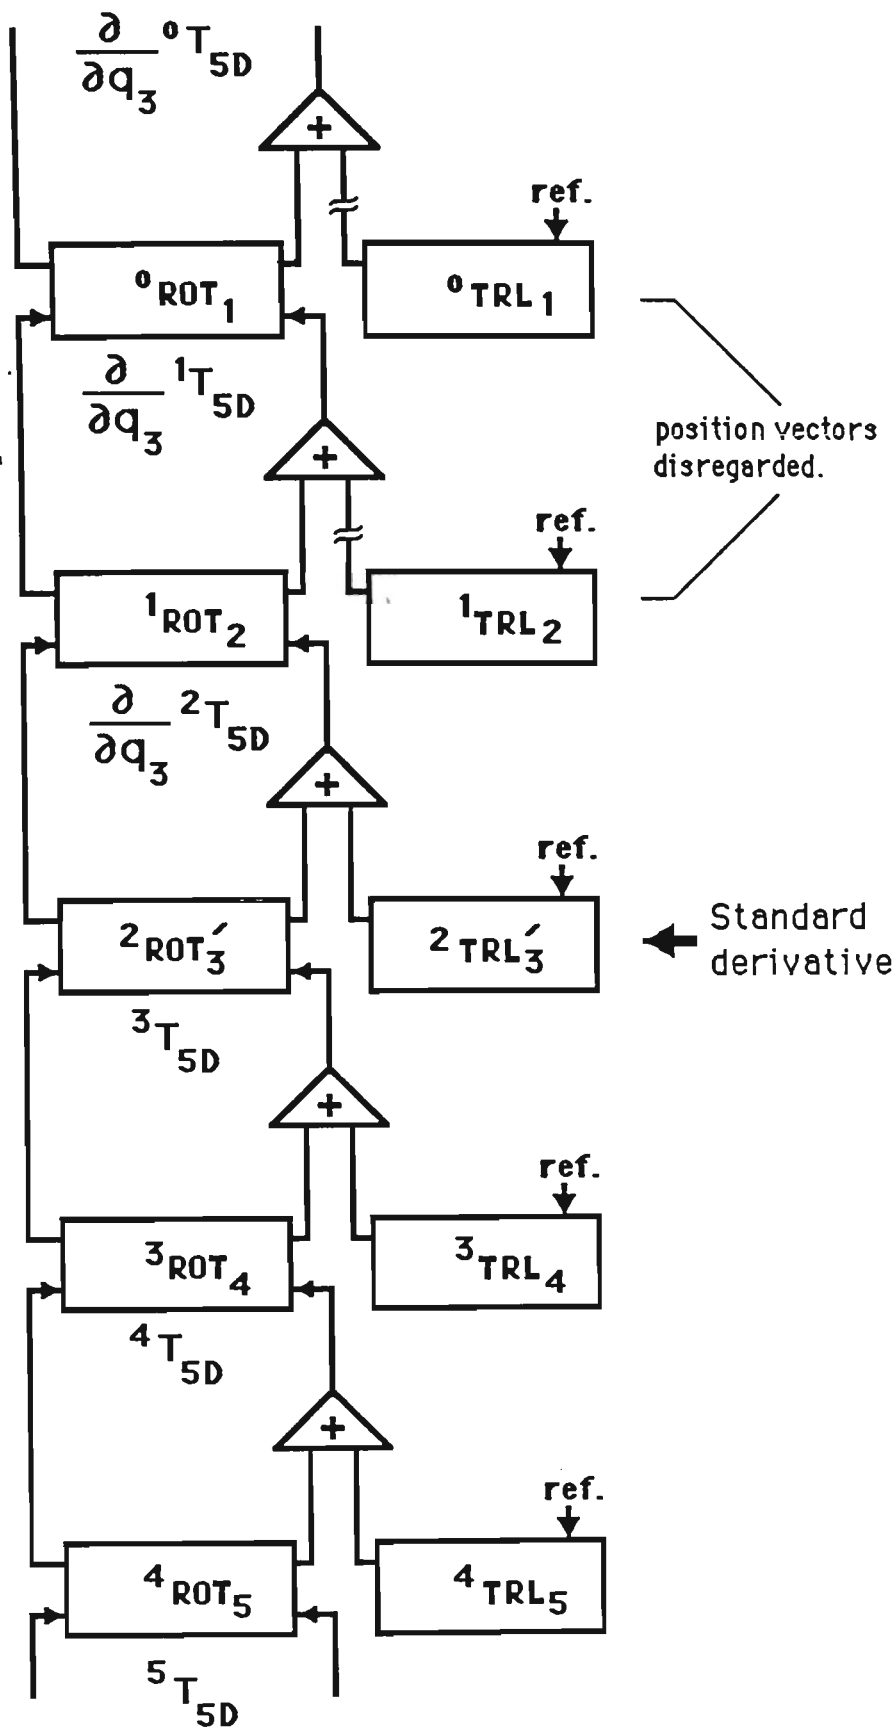 ∂/∂q₃ ⁰T₅D
+
ref.
⁰ROT₁
⁰TRL₁
∂/∂q₃ ¹T₅D
+
position vectors
disregarded.
ref.
¹ROT₂
¹TRL₂
∂/∂q₃ ²T₅D
+
ref.
²ROT₃′
²TRL₃′
Standard
derivative
³T₅D
+
ref.
³ROT₄
³TRL₄
⁴T₅D
+
ref.
⁴ROT₅
⁴TRL₅
⁵T₅D